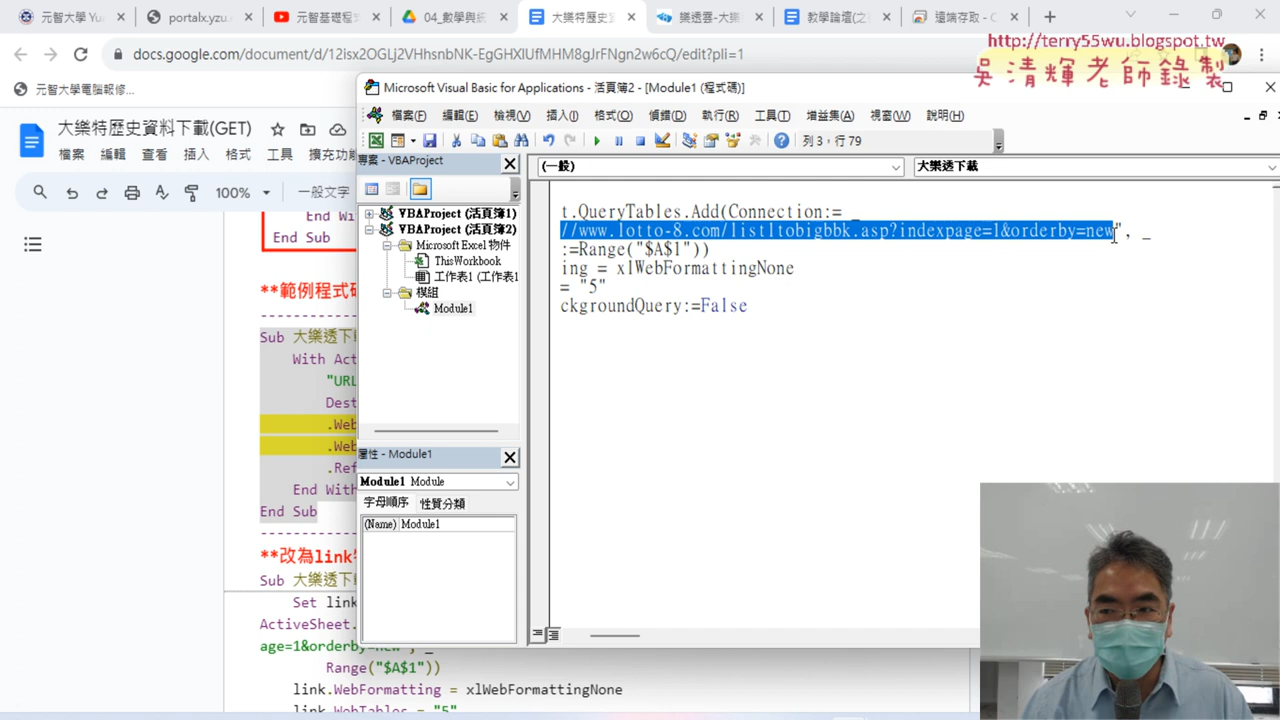 元智大學 Yu
portalx.yzu.
元智基礎程
04_數學與統
大樂特歷史資
樂透雲-大樂
教學論壇(之
遠端存取 - C
docs.google.com/document/d/12isx2OGLj2VHhsnbNK-EgGHXlUfMHM8gJrFNgn2w6cQ/edit?pli=1
http://terry55wu.blogspot.tw
吳清輝老師錄製
元智大學電腦報修...
Microsoft Visual Basic for Applications - 活頁簿2 - [Module1 (程式碼)]
檔案(F) 編輯(E) 檢視(V) 插入(I) 格式(O) 偵錯(D) 執行(R) 工具(T) 增益集(A) 視窗(W) 說明(H)
列 3，行 79
大樂特歷史資料下載(GET)
檔案 編輯 查看 插入 格式 工具 擴充功能
100% 一般文字
專案 - VBAProject
(一般)
大樂透下載
VBAProject (活頁簿1)
VBAProject (活頁簿2)
Microsoft Excel 物件
ThisWorkbook
工作表1 (工作表1
模組
Module1
t.QueryTables.Add(Connection:= _
//www.lotto-8.com/listltobigbbk.asp?indexpage=1&orderby=new", _
:=Range("$A$1"))
ing = xlWebFormattingNone
= "5"
ckgroundQuery:=False
End Wi
End Sub
**範例程式碼
Sub 大樂透下
With Act
"URL
Dest
.Web
.Web
.Ref
End With
End Sub
**改為link
Sub 大樂透下
Set link
ActiveSheet.
age=1&orderby=new", _
Range("$A$1"))
link.WebFormatting = xlWebFormattingNone
link.WebTables = "5"
屬性 - Module1
Module1 Module
字母順序 性質分類
(Name) Module1